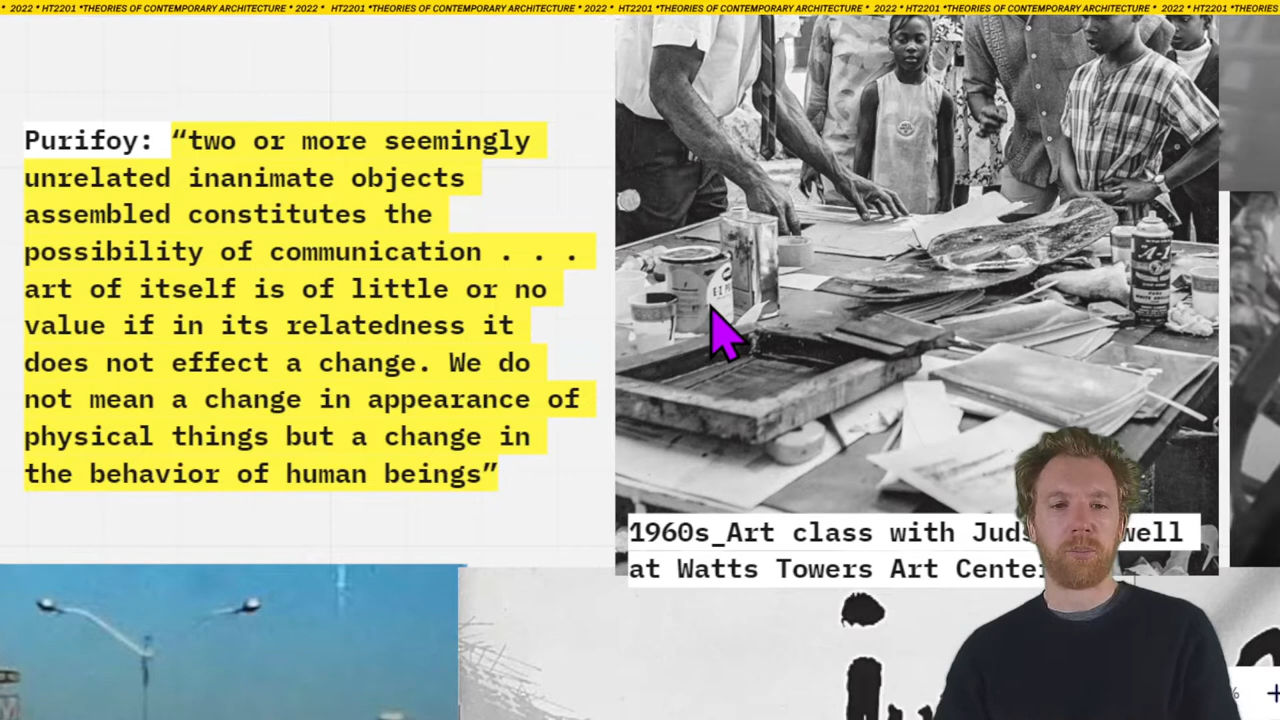 * 2022 * HT2201 *THEORIES OF CONTEMPORARY ARCHITECTURE * 2022 * HT2201 *THEORIES OF CONTEMPORARY ARCHITECTURE * 2022 * HT2201 *THEORIES OF CONTEMPORARY ARCHITECTURE * 2022 * HT2201 *THEORIES OF CONTEMPORARY ARCHITECTURE * 2022 * HT2201 *THEORIES
Purifoy: “two or more seemingly
unrelated inanimate objects
assembled constitutes the
possibility of communication . . .
art of itself is of little or no
value if in its relatedness it
does not effect a change. We do
not mean a change in appearance of
physical things but a change in
the behavior of human beings”
1960s_Art class with
at Watts Towers Art Center